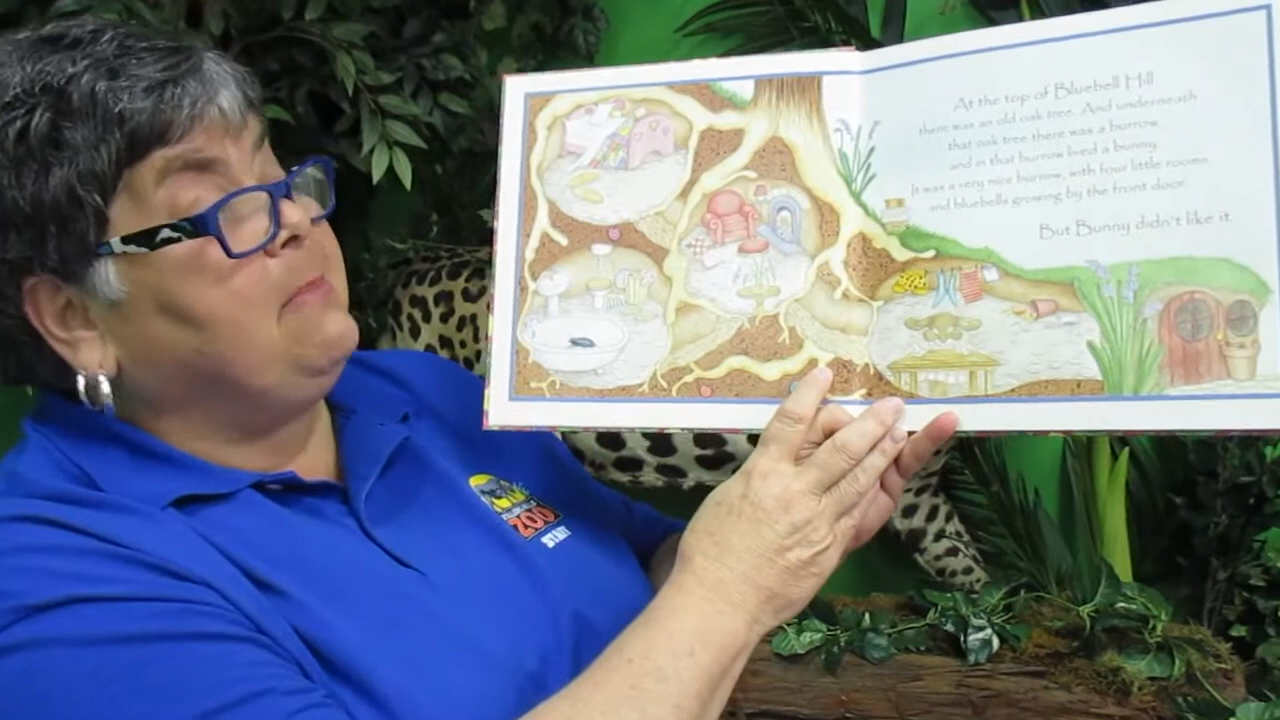 At the top of Bluebell Hill
there was an old oak tree. And underneath
that oak tree there was a burrow
and in that burrow lived a bunny.
It was a very nice burrow, with four little rooms
and bluebells growing by the front door.
But Bunny didn't like it.
ZOO
STAFF